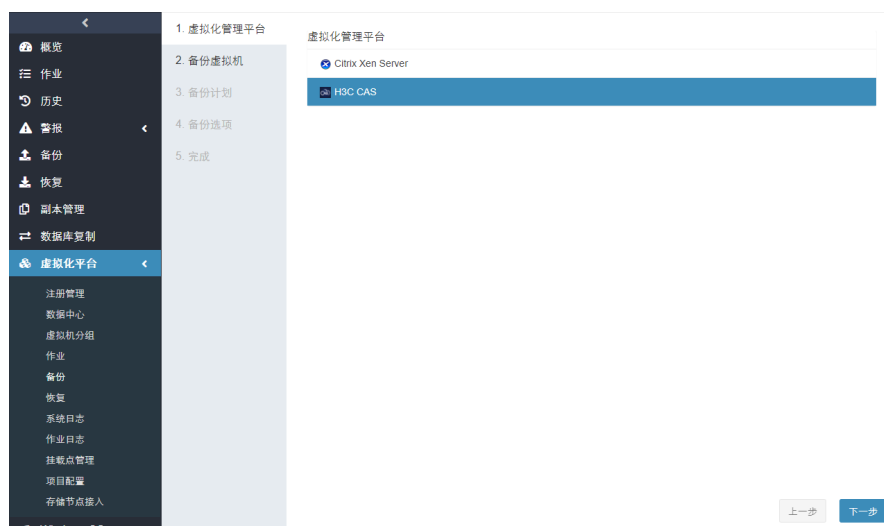 概览
作业
历史
警报
备份
恢复
副本管理
数据库复制
虚拟化平台
注册管理
数据中心
虚拟机分组
作业
备份
恢复
系统日志
作业日志
挂载点管理
项目配置
存储节点接入
1. 虚拟化管理平台
2. 备份虚拟机
3. 备份计划
4. 备份选项
5. 完成
虚拟化管理平台
Citrix Xen Server
H3C CAS
上一步
下一步